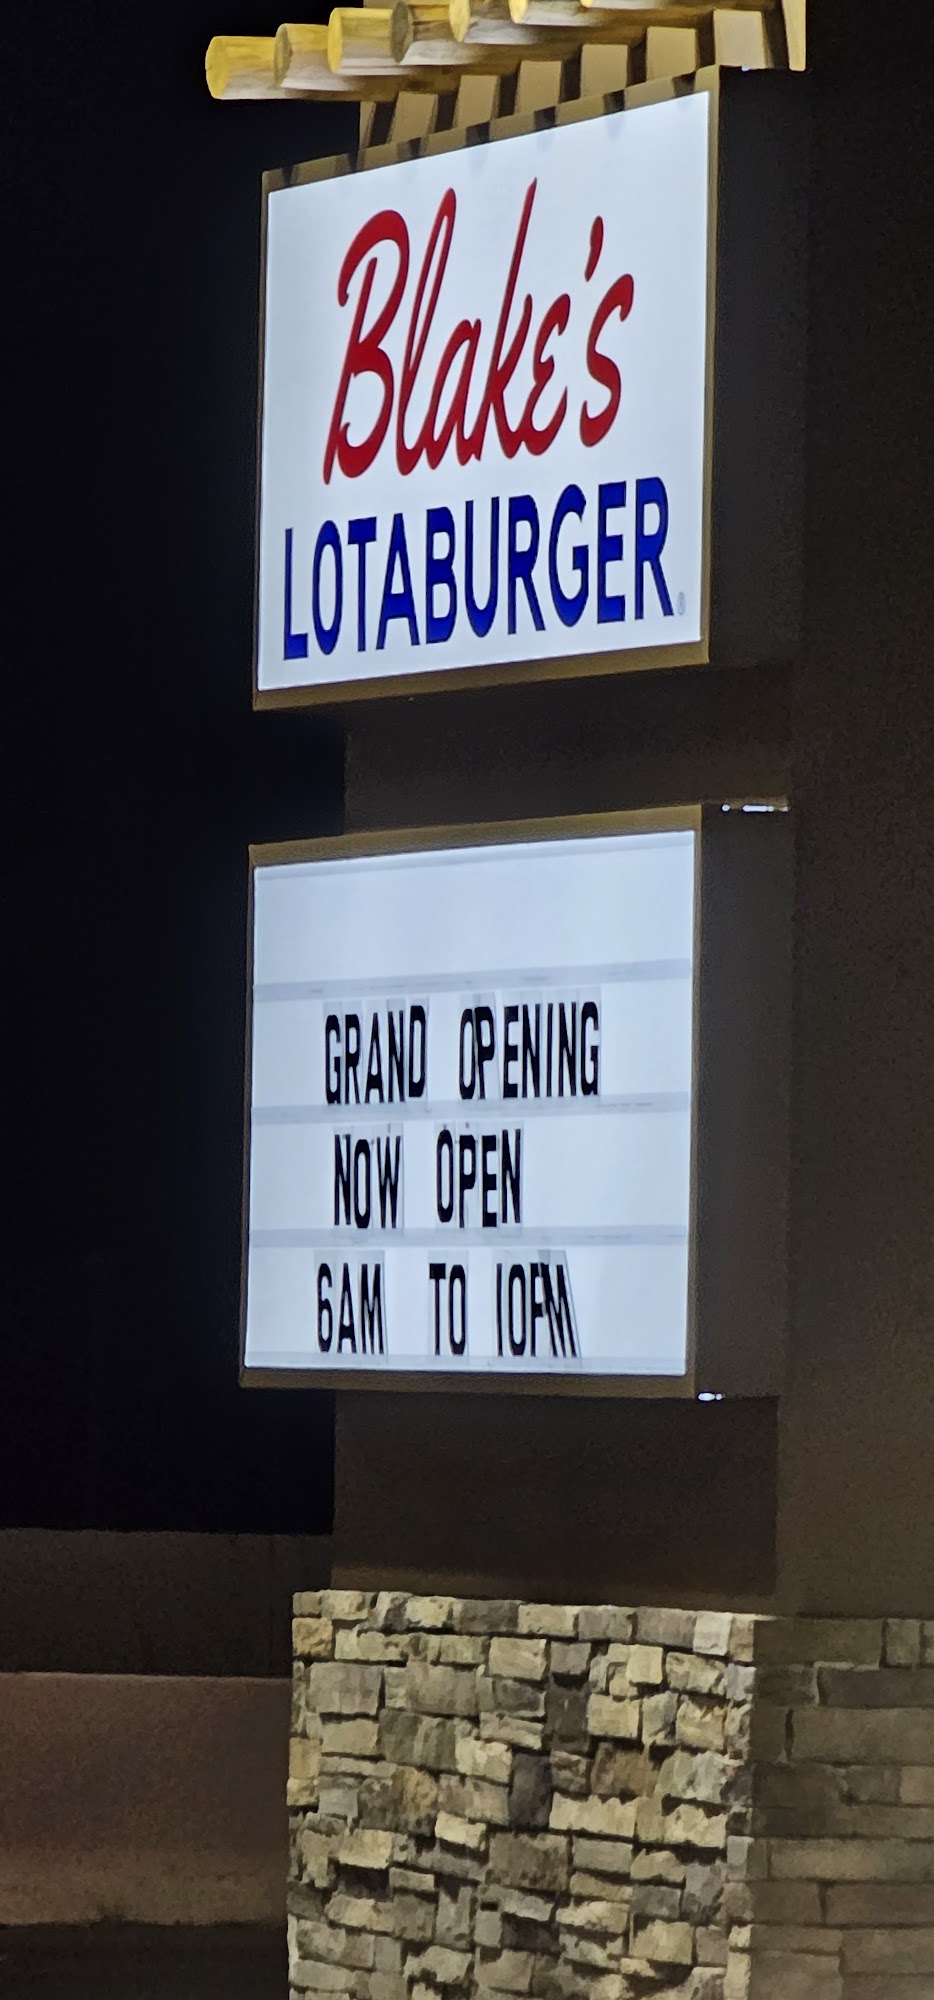 Blake's
LOTABURGER®
GRAND OPENING
NOW OPEN
6AM TO 10PM